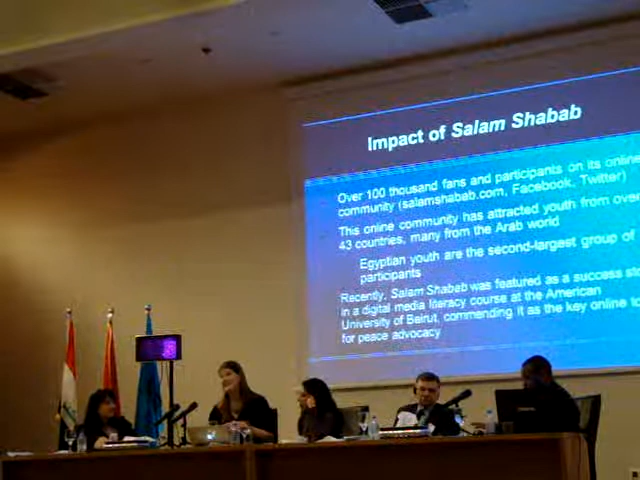 Impact of Salam Shabab
Over 100 thousand fans and participants on its online
community (salamshabab.com, Facebook, Twitter)
This online community has attracted youth from over
43 countries, many from the Arab world
Egyptian youth are the second-largest group of
participants
Recently, Salam Shabab was featured as a success
in a digital media literacy course at the American
University of Beirut, commending it as the key online
for peace advocacy